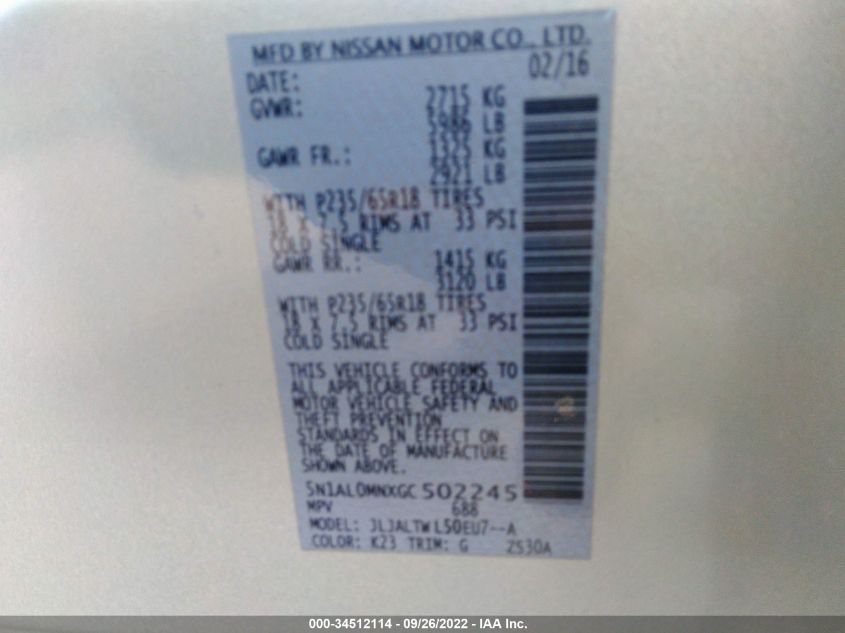 MFD BY NISSAN MOTOR CO., LTD.
DATE: 02/16
GVWR: 2715 KG
5986 LB
GAWR FR.: 1325 KG
2921 LB
WITH P235/65R18 TIRES
18 X 7.5 RIMS AT 33 PSI
COLD SINGLE
GAWR RR.: 1415 KG
3120 LB
WITH P235/65R18 TIRES
18 X 7.5 RIMS AT 33 PSI
COLD SINGLE
THIS VEHICLE CONFORMS TO
ALL APPLICABLE FEDERAL
MOTOR VEHICLE SAFETY AND
THEFT PREVENTION
STANDARDS IN EFFECT ON
THE DATE OF MANUFACTURE
SHOWN ABOVE.
5N1AL0MNXGC502245
MPV 688
MODEL: JLJALTWL50EU7--A
COLOR: K23 TRIM: G ZS30A
000-34512114 - 09/26/2022 - IAA Inc.